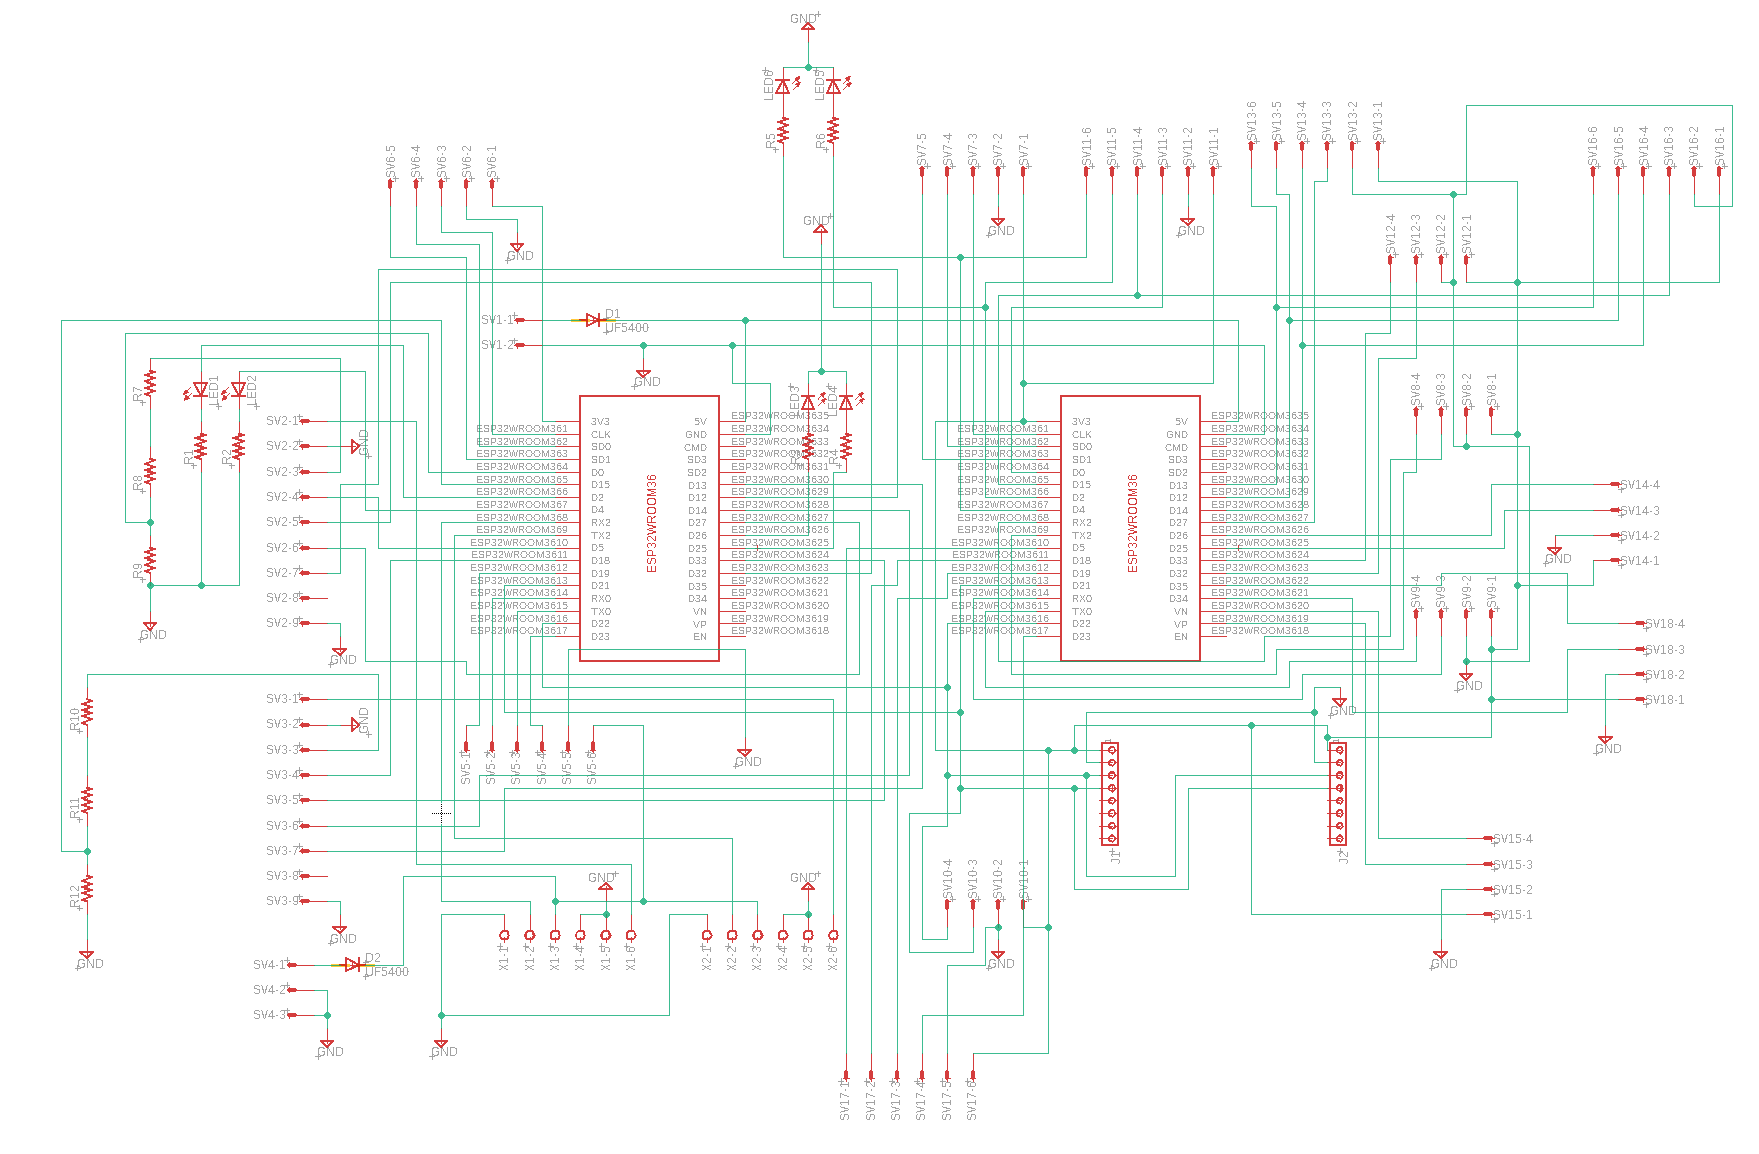 GND
LED6
LED5
R5
R6
SV6-5
SV6-4
SV6-3
SV6-2
SV6-1
GND
SV7-5
SV7-4
SV7-3
SV7-2
SV7-1
GND
SV11-6
SV11-5
SV11-4
SV11-3
SV11-2
SV11-1
GND
SV13-6
SV13-5
SV13-4
SV13-3
SV13-2
SV13-1
SV16-6
SV16-5
SV16-4
SV16-3
SV16-2
SV16-1
SV12-4
SV12-3
SV12-2
SV12-1
GND
SV1-1
SV1-2
D1
UF5400
GND
R7
R8
R9
LED1
LED2
R1
R2
GND
LED3
LED4
R4
SV2-1
SV2-2
SV2-3
SV2-4
SV2-5
SV2-6
SV2-7
SV2-8
SV2-9
GND
GND
ESP32WROOM36
3V3
CLK
SD0
SD1
D0
D15
D2
D4
RX2
TX2
D5
D18
D19
D21
RX0
TX0
D22
D23
5V
GND
CMD
SD3
SD2
D13
D12
D14
D27
D26
D25
D33
D32
D35
D34
VN
VP
EN
ESP32WROOM361
ESP32WROOM362
ESP32WROOM363
ESP32WROOM364
ESP32WROOM365
ESP32WROOM366
ESP32WROOM367
ESP32WROOM368
ESP32WROOM369
ESP32WROOM3610
ESP32WROOM3611
ESP32WROOM3612
ESP32WROOM3613
ESP32WROOM3614
ESP32WROOM3615
ESP32WROOM3616
ESP32WROOM3617
ESP32WROOM3635
ESP32WROOM3634
ESP32WROOM3633
ESP32WROOM3632
ESP32WROOM3631
ESP32WROOM3630
ESP32WROOM3629
ESP32WROOM3628
ESP32WROOM3627
ESP32WROOM3626
ESP32WROOM3625
ESP32WROOM3624
ESP32WROOM3623
ESP32WROOM3622
ESP32WROOM3621
ESP32WROOM3620
ESP32WROOM3619
ESP32WROOM3618
ESP32WROOM36
3V3
CLK
SD0
SD1
D0
D15
D2
D4
RX2
TX2
D5
D18
D19
D21
RX0
TX0
D22
D23
5V
GND
CMD
SD3
SD2
D13
D12
D14
D27
D26
D25
D33
D32
D35
D34
VN
VP
EN
ESP32WROOM361
ESP32WROOM362
ESP32WROOM363
ESP32WROOM364
ESP32WROOM365
ESP32WROOM366
ESP32WROOM367
ESP32WROOM368
ESP32WROOM369
ESP32WROOM3610
ESP32WROOM3611
ESP32WROOM3612
ESP32WROOM3613
ESP32WROOM3614
ESP32WROOM3615
ESP32WROOM3616
ESP32WROOM3617
ESP32WROOM3635
ESP32WROOM3634
ESP32WROOM3633
ESP32WROOM3632
ESP32WROOM3631
ESP32WROOM3630
ESP32WROOM3629
ESP32WROOM3628
ESP32WROOM3627
ESP32WROOM3626
ESP32WROOM3625
ESP32WROOM3624
ESP32WROOM3623
ESP32WROOM3622
ESP32WROOM3621
ESP32WROOM3620
ESP32WROOM3619
ESP32WROOM3618
SV8-4
SV8-3
SV8-2
SV8-1
SV14-4
SV14-3
SV14-2
SV14-1
GND
SV9-4
SV9-3
SV9-2
SV9-1
GND
SV18-4
SV18-3
SV18-2
SV18-1
GND
R10
R11
R12
GND
SV3-1
SV3-2
SV3-3
SV3-4
SV3-5
SV3-6
SV3-7
SV3-8
SV3-9
GND
GND
SV5-1
SV5-2
SV5-3
SV5-4
SV5-5
SV5-6
GND
GND
1
J1
J2
SV15-4
SV15-3
SV15-2
SV15-1
GND
SV4-1
SV4-2
SV4-3
D2
UF5400
GND
GND
GND
X1-1
X1-2
X1-3
X1-4
X1-5
X1-6
GND
X2-1
X2-2
X2-3
X2-4
X2-5
X2-6
SV10-4
SV10-3
SV10-2
SV10-1
GND
SV17-1
SV17-2
SV17-3
SV17-4
SV17-5
SV17-6